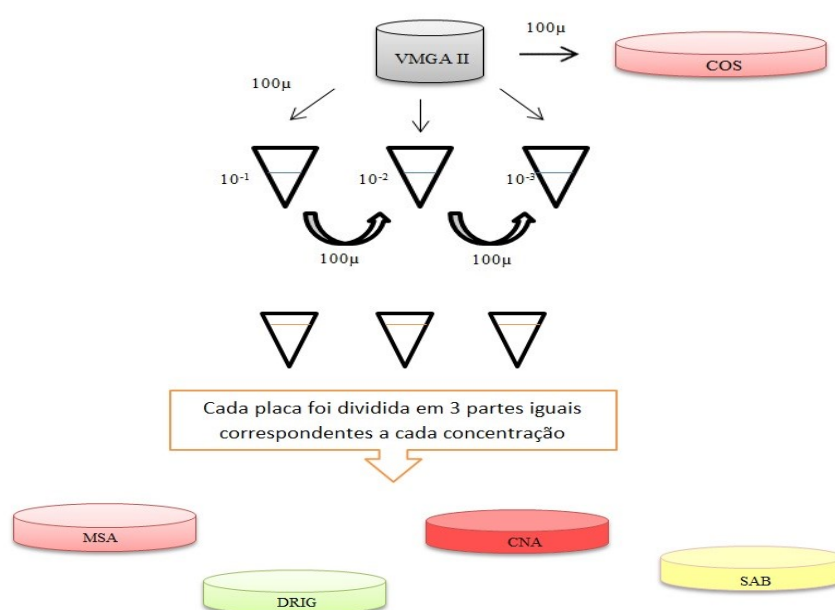 100µ
VMGA II
COS
100µ
10⁻¹
10⁻²
10⁻³
100µ
100µ
Cada placa foi dividida em 3 partes iguais
correspondentes a cada concentração
MSA
CNA
SAB
DRIG